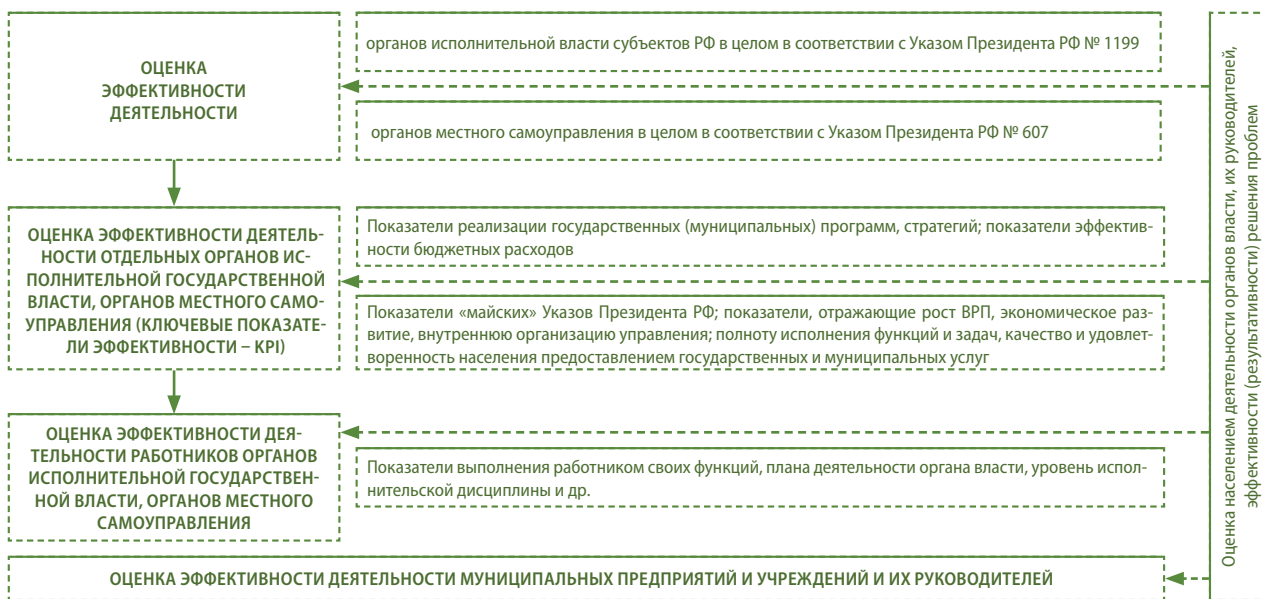 ОЦЕНКА
ЭФФЕКТИВНОСТИ
ДЕЯТЕЛЬНОСТИ
органов исполнительной власти субъектов РФ в целом в соответствии с Указом Президента РФ № 1199
органов местного самоуправления в целом в соответствии с Указом Президента РФ № 607
ОЦЕНКА ЭФФЕКТИВНОСТИ ДЕЯТЕЛЬ-
НОСТИ ОТДЕЛЬНЫХ ОРГАНОВ ИС-
ПОЛНИТЕЛЬНОЙ ГОСУДАРСТВЕННОЙ
ВЛАСТИ, ОРГАНОВ МЕСТНОГО САМО-
УПРАВЛЕНИЯ (КЛЮЧЕВЫЕ ПОКАЗАТЕ-
ЛИ ЭФФЕКТИВНОСТИ – KPI)
Показатели реализации государственных (муниципальных) программ, стратегий; показатели эффектив-
ности бюджетных расходов
Показатели «майских» Указов Президента РФ; показатели, отражающие рост ВРП, экономическое раз-
витие, внутреннюю организацию управления; полноту исполнения функций и задач, качество и удовлет-
воренность населения предоставлением государственных и муниципальных услуг
ОЦЕНКА ЭФФЕКТИВНОСТИ ДЕЯ-
ТЕЛЬНОСТИ РАБОТНИКОВ ОРГАНОВ
ИСПОЛНИТЕЛЬНОЙ ГОСУДАРСТВЕН-
НОЙ ВЛАСТИ, ОРГАНОВ МЕСТНОГО
САМОУПРАВЛЕНИЯ
Показатели выполнения работником своих функций, плана деятельности органа власти, уровень испол-
нительской дисциплины и др.
ОЦЕНКА ЭФФЕКТИВНОСТИ ДЕЯТЕЛЬНОСТИ МУНИЦИПАЛЬНЫХ ПРЕДПРИЯТИЙ И УЧРЕЖДЕНИЙ И ИХ РУКОВОДИТЕЛЕЙ
Оценка населением деятельности органов власти, их руководителей,
эффективности (результативности) решения проблем